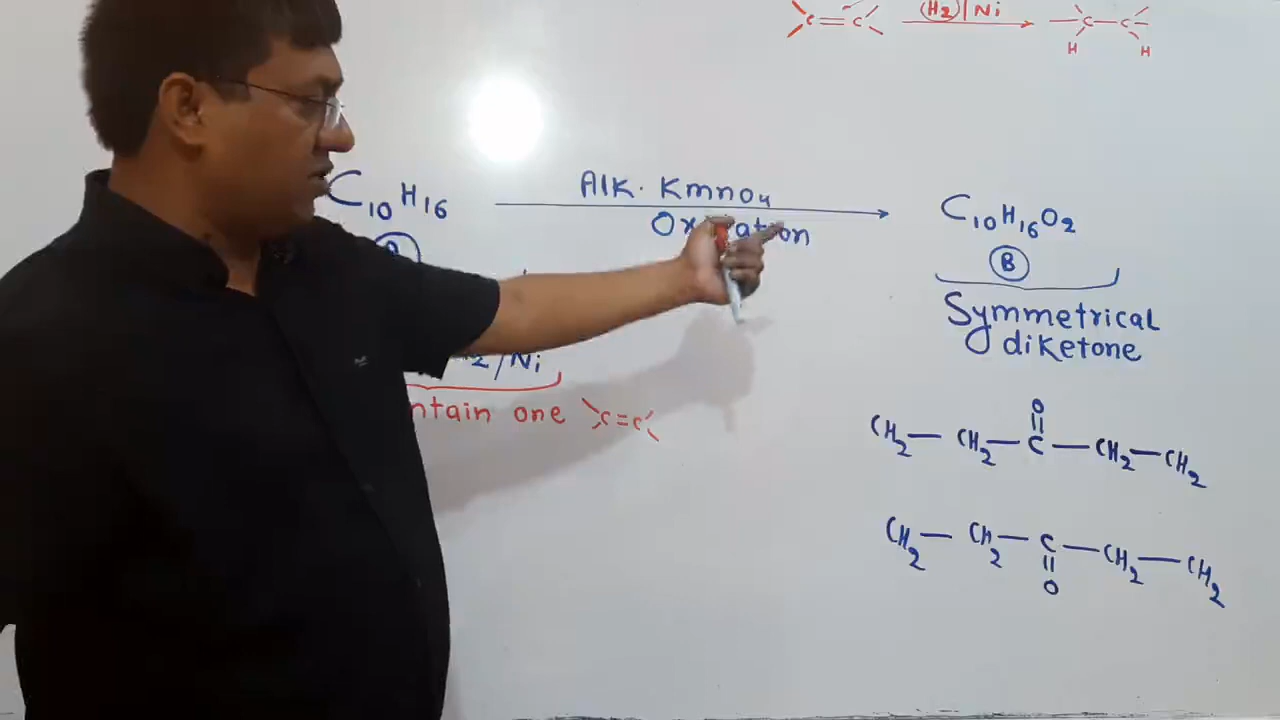 C=C (H2)/Ni C-C
H H
C10H16 Alk. KmnO4 C10H16O2
Oxidation
B
Symmetrical
diketone
H2/Ni
ntain one C=C
O
||
CH2-CH2-C-CH2-CH2
CH2-CH2-C-CH2-CH2
||
O